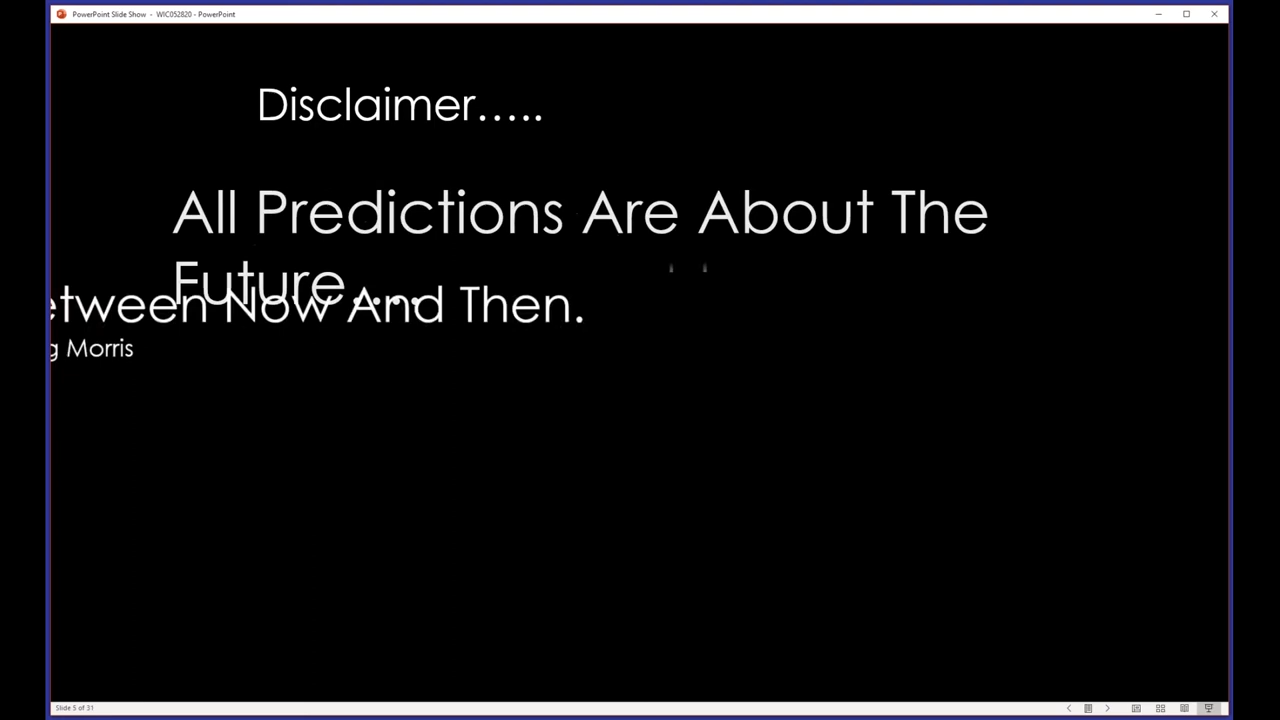 PowerPoint Slide Show - WIC052820 - PowerPoint
Disclaimer.....
All Predictions Are About The
Future....
etween Now And Then.
g Morris
Slide 5 of 31